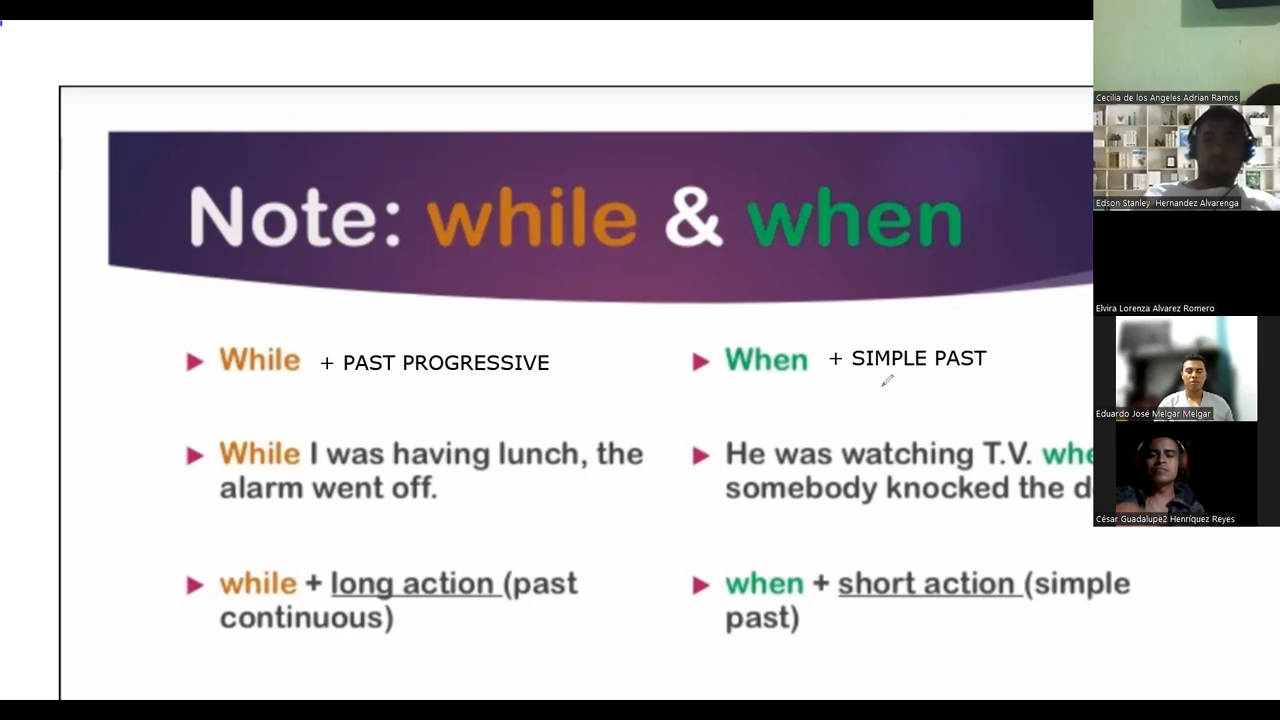 Note: while & when
While + PAST PROGRESSIVE
While I was having lunch, the
alarm went off.
while + long action (past
continuous)
When + SIMPLE PAST
He was watching T.V.
somebody knocked the
when + short action (simple
past)
Cecilia de los Angeles Adrian Ramos
Edson Stanley Hernandez Alvarenga
Elvira Lorenza Alvarez Romero
Eduardo José Melgar Melgar
César Guadalupe2 Henríquez Reyes